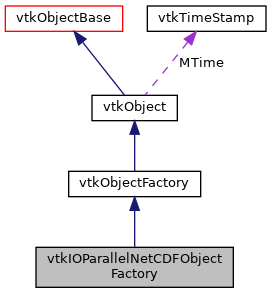 vtkObjectBase
vtkTimeStamp
MTime
vtkObject
vtkObjectFactory
vtkIOParallelNetCDFObject
Factory